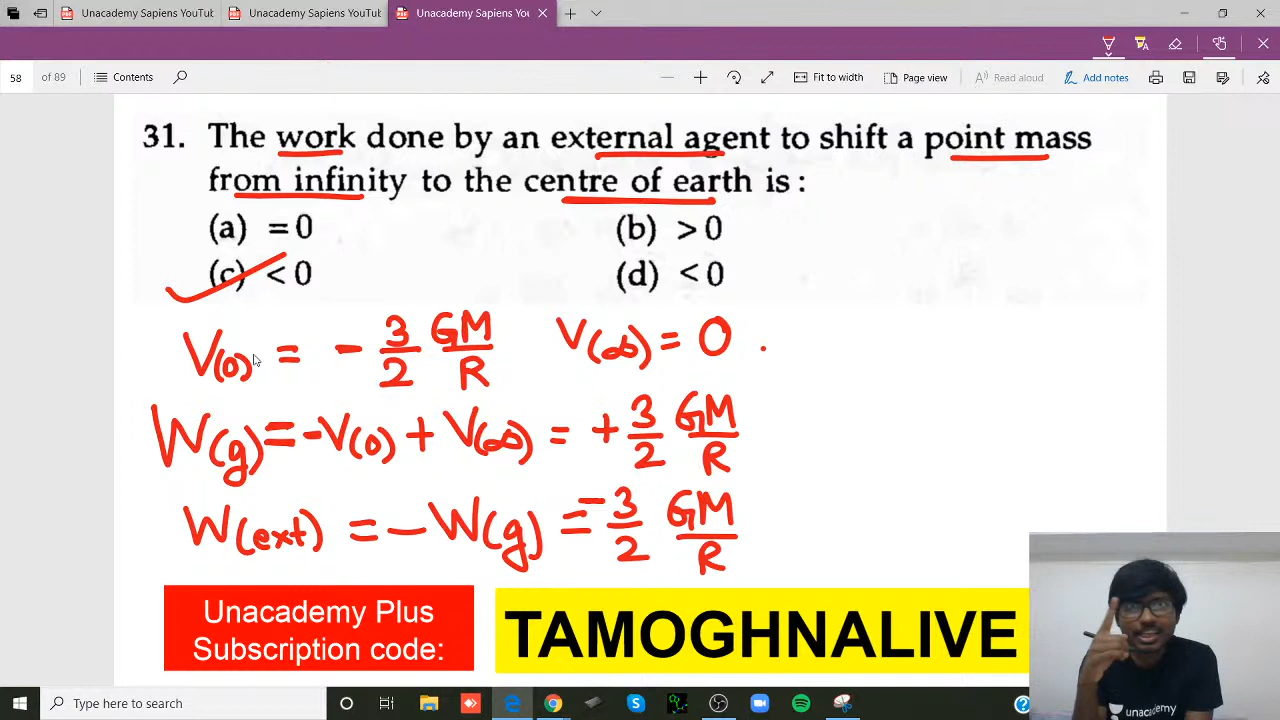 Unacademy Sapiens Yo
Unacademy Sapiens Yo
Unacademy Sapiens You
58 of 89
Contents
Fit to width
Page view
Read aloud
Add notes
31. The work done by an external agent to shift a point mass
from infinity to the centre of earth is :
(a) = 0
(b) > 0
(c) < 0
(d) < 0
V(0) = - 3/2 GM/R V(∞) = 0 .
W(g) = -V(0) + V(∞) = + 3/2 GM/R
W(ext) = - W(g) = - 3/2 GM/R
Unacademy Plus
Subscription code:
TAMOGHNALIVE
unacademy
Type here to search